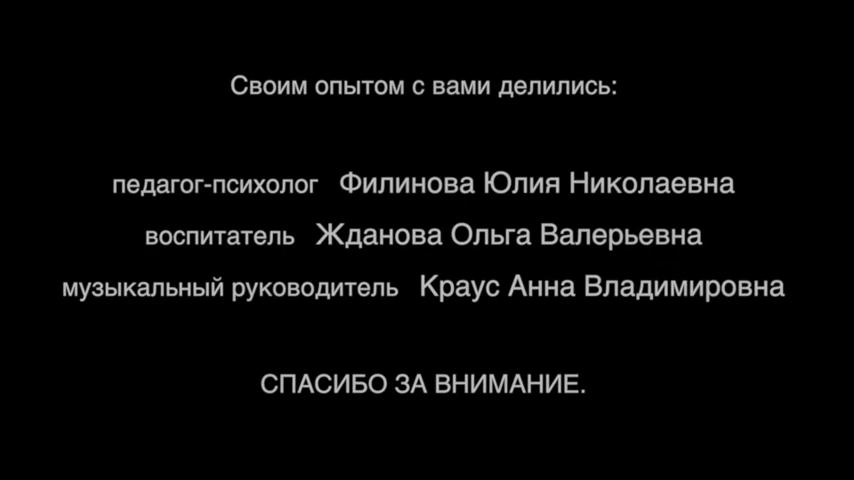 Своим опытом с вами делились:
педагог-психолог Филинова Юлия Николаевна
воспитатель Жданова Ольга Валерьевна
музыкальный руководитель Краус Анна Владимировна
СПАСИБО ЗА ВНИМАНИЕ.